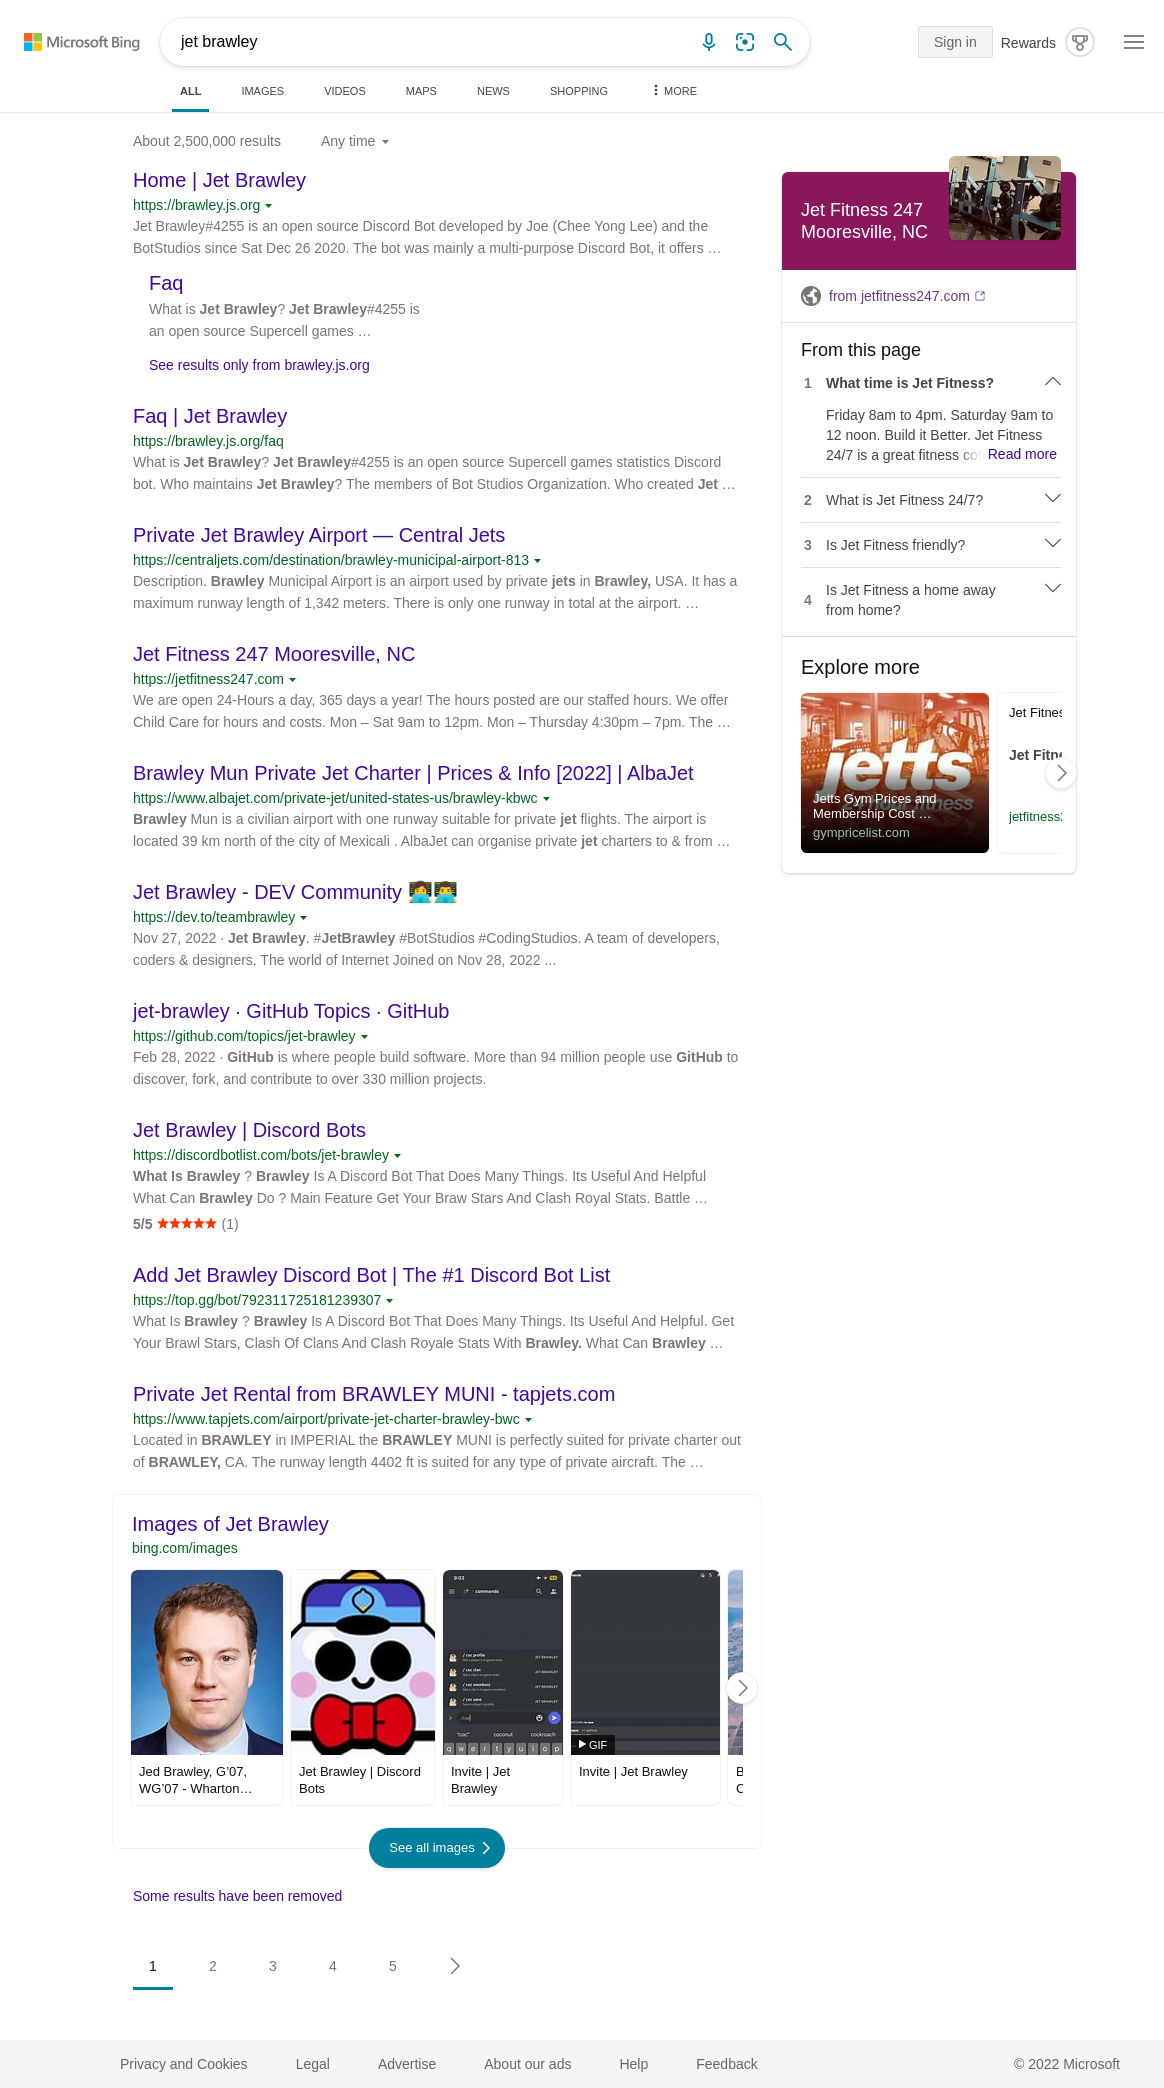 Microsoft Bing
jet brawley
Sign in
Rewards
ALL
IMAGES
VIDEOS
MAPS
NEWS
SHOPPING
MORE
About 2,500,000 results
Any time
Home | Jet Brawley
https://brawley.js.org
Jet Brawley#4255 is an open source Discord Bot developed by Joe (Chee Yong Lee) and the
BotStudios since Sat Dec 26 2020. The bot was mainly a multi-purpose Discord Bot, it offers …
Faq
What is Jet Brawley? Jet Brawley#4255 is
an open source Supercell games …
See results only from brawley.js.org
Faq | Jet Brawley
https://brawley.js.org/faq
What is Jet Brawley? Jet Brawley#4255 is an open source Supercell games statistics Discord
bot. Who maintains Jet Brawley? The members of Bot Studios Organization. Who created Jet …
Private Jet Brawley Airport — Central Jets
https://centraljets.com/destination/brawley-municipal-airport-813
Description. Brawley Municipal Airport is an airport used by private jets in Brawley, USA. It has a
maximum runway length of 1,342 meters. There is only one runway in total at the airport. …
Jet Fitness 247 Mooresville, NC
https://jetfitness247.com
We are open 24-Hours a day, 365 days a year! The hours posted are our staffed hours. We offer
Child Care for hours and costs. Mon – Sat 9am to 12pm. Mon – Thursday 4:30pm – 7pm. The …
Brawley Mun Private Jet Charter | Prices & Info [2022] | AlbaJet
https://www.albajet.com/private-jet/united-states-us/brawley-kbwc
Brawley Mun is a civilian airport with one runway suitable for private jet flights. The airport is
located 39 km north of the city of Mexicali . AlbaJet can organise private jet charters to & from …
Jet Brawley - DEV Community 👩‍💻👨‍💻
https://dev.to/teambrawley
Nov 27, 2022 · Jet Brawley. #JetBrawley #BotStudios #CodingStudios. A team of developers,
coders & designers. The world of Internet Joined on Nov 28, 2022 ...
jet-brawley · GitHub Topics · GitHub
https://github.com/topics/jet-brawley
Feb 28, 2022 · GitHub is where people build software. More than 94 million people use GitHub to
discover, fork, and contribute to over 330 million projects.
Jet Brawley | Discord Bots
https://discordbotlist.com/bots/jet-brawley
What Is Brawley ? Brawley Is A Discord Bot That Does Many Things. Its Useful And Helpful
What Can Brawley Do ? Main Feature Get Your Braw Stars And Clash Royal Stats. Battle …
5/5 ★★★★★ (1)
Add Jet Brawley Discord Bot | The #1 Discord Bot List
https://top.gg/bot/792311725181239307
What Is Brawley ? Brawley Is A Discord Bot That Does Many Things. Its Useful And Helpful. Get
Your Brawl Stars, Clash Of Clans And Clash Royale Stats With Brawley. What Can Brawley …
Private Jet Rental from BRAWLEY MUNI - tapjets.com
https://www.tapjets.com/airport/private-jet-charter-brawley-bwc
Located in BRAWLEY in IMPERIAL the BRAWLEY MUNI is perfectly suited for private charter out
of BRAWLEY, CA. The runway length 4402 ft is suited for any type of private aircraft. The …
Images of Jet Brawley
bing.com/images
9:03
commands
/ coc profile
JET BRAWLEY
/ coc clan
JET BRAWLEY
/ coc members
JET BRAWLEY
/ coc save
JET BRAWLEY
"coc"
coconut
cockroach
q w e r t y u i o p
GIF
Jed Brawley, G'07,
WG'07 - Wharton…
Jet Brawley | Discord
Bots
Invite | Jet
Brawley
Invite | Jet Brawley
See all images
Some results have been removed
1
2
3
4
5
Jet Fitness 247
Mooresville, NC
from jetfitness247.com
From this page
1 What time is Jet Fitness?
Friday 8am to 4pm. Saturday 9am to
12 noon. Build it Better. Jet Fitness
24/7 is a great fitness co
Read more
2 What is Jet Fitness 24/7?
3 Is Jet Fitness friendly?
4 Is Jet Fitness a home away
from home?
Explore more
jetts
24 hour fitness
Jetts Gym Prices and
Membership Cost …
gympricelist.com
Jet Fitnes
Jet Fitne
jetfitness2
Privacy and Cookies
Legal
Advertise
About our ads
Help
Feedback
© 2022 Microsoft